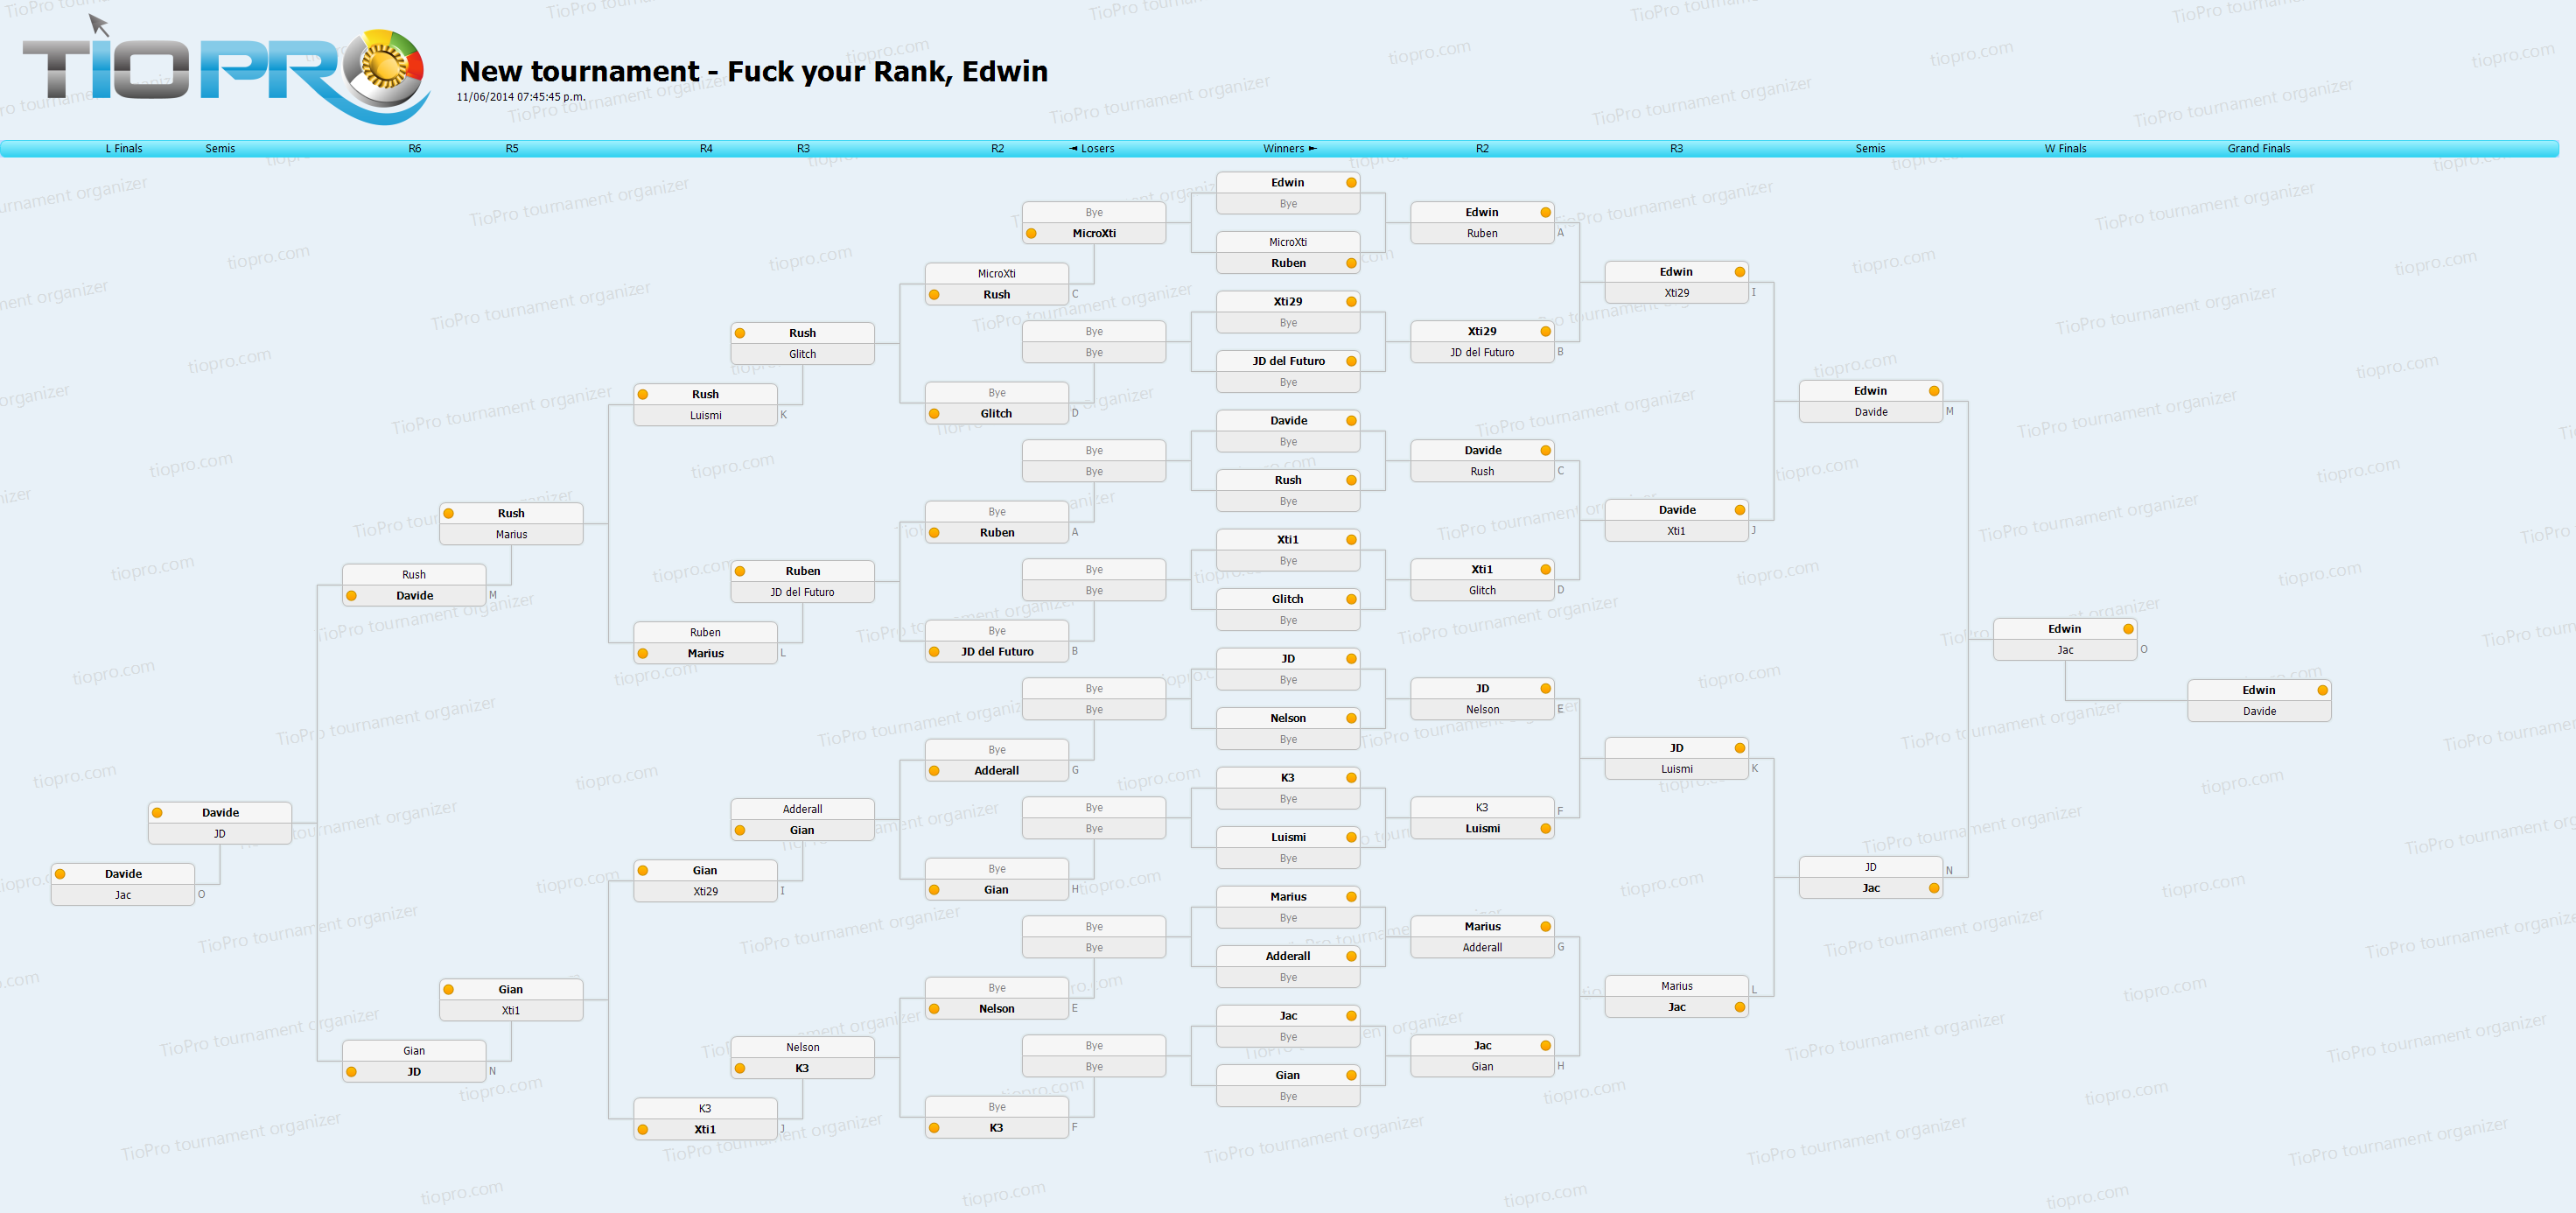 TIOPRO
New tournament - Fuck your Rank, Edwin
11/06/2014 07:45:45 p.m.
L Finals Semis R6 R5 R4 R3 R2 ◄ Losers Winners ► R2 R3 Semis W Finals Grand Finals
Davide
Jac
O
Davide
JD
Rush
Davide
M
Gian
JD
N
Rush
Marius
Gian
Xti1
Rush
Luismi
K
Ruben
Marius
L
Gian
Xti29
I
K3
Xti1
J
Rush
Glitch
Ruben
JD del Futuro
Adderall
Gian
Nelson
K3
MicroXti
Rush
C
Bye
Glitch
D
Bye
Ruben
A
Bye
JD del Futuro
B
Bye
Adderall
G
Bye
Gian
H
Bye
Nelson
E
Bye
K3
F
Bye
MicroXti
Bye
Bye
Bye
Bye
Bye
Bye
Bye
Bye
Bye
Bye
Bye
Bye
Bye
Bye
Edwin
Bye
MicroXti
Ruben
Xti29
Bye
JD del Futuro
Bye
Davide
Bye
Rush
Bye
Xti1
Bye
Glitch
Bye
JD
Bye
Nelson
Bye
K3
Bye
Luismi
Bye
Marius
Bye
Adderall
Bye
Jac
Bye
Gian
Bye
Edwin
Ruben
A
Xti29
JD del Futuro
B
Davide
Rush
C
Xti1
Glitch
D
JD
Nelson
E
K3
Luismi
F
Marius
Adderall
G
Jac
Gian
H
Edwin
Xti29
I
Davide
Xti1
J
JD
Luismi
K
Marius
Jac
L
Edwin
Davide
M
JD
Jac
N
Edwin
Jac
O
Edwin
Davide
TioPro tournament organizer
tiopro.com